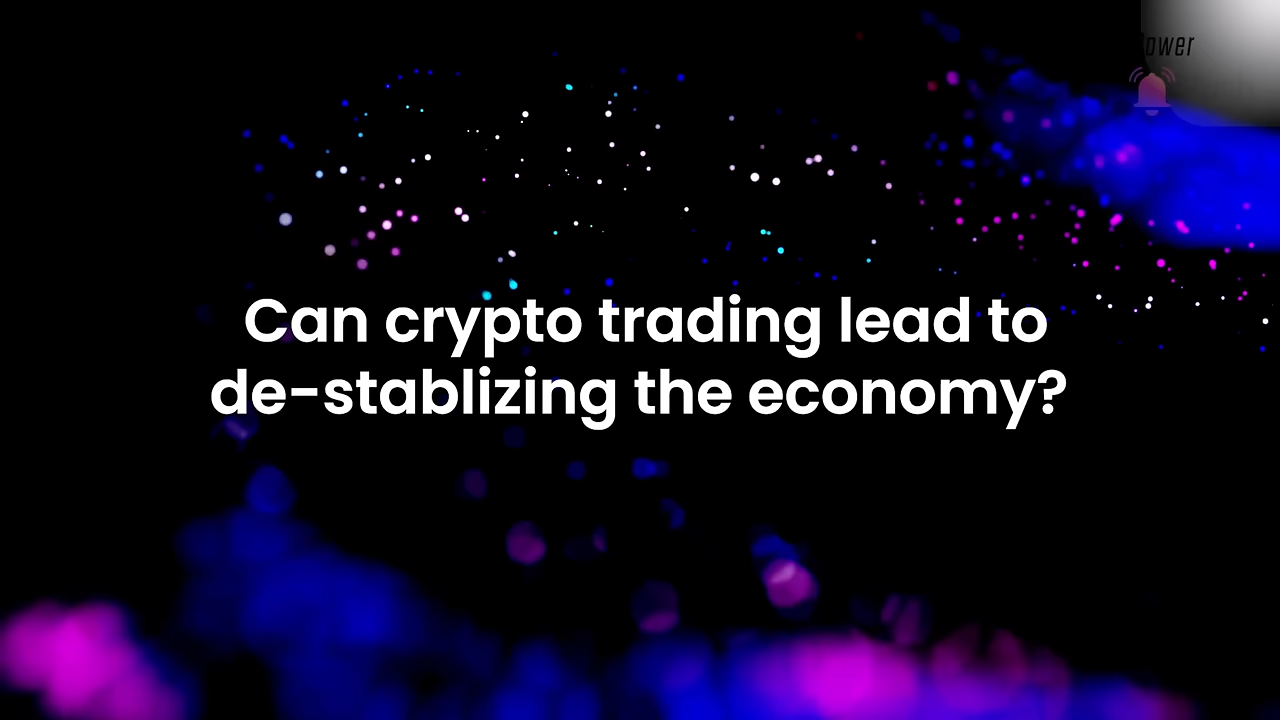 Can crypto trading lead to
de-stablizing the economy?